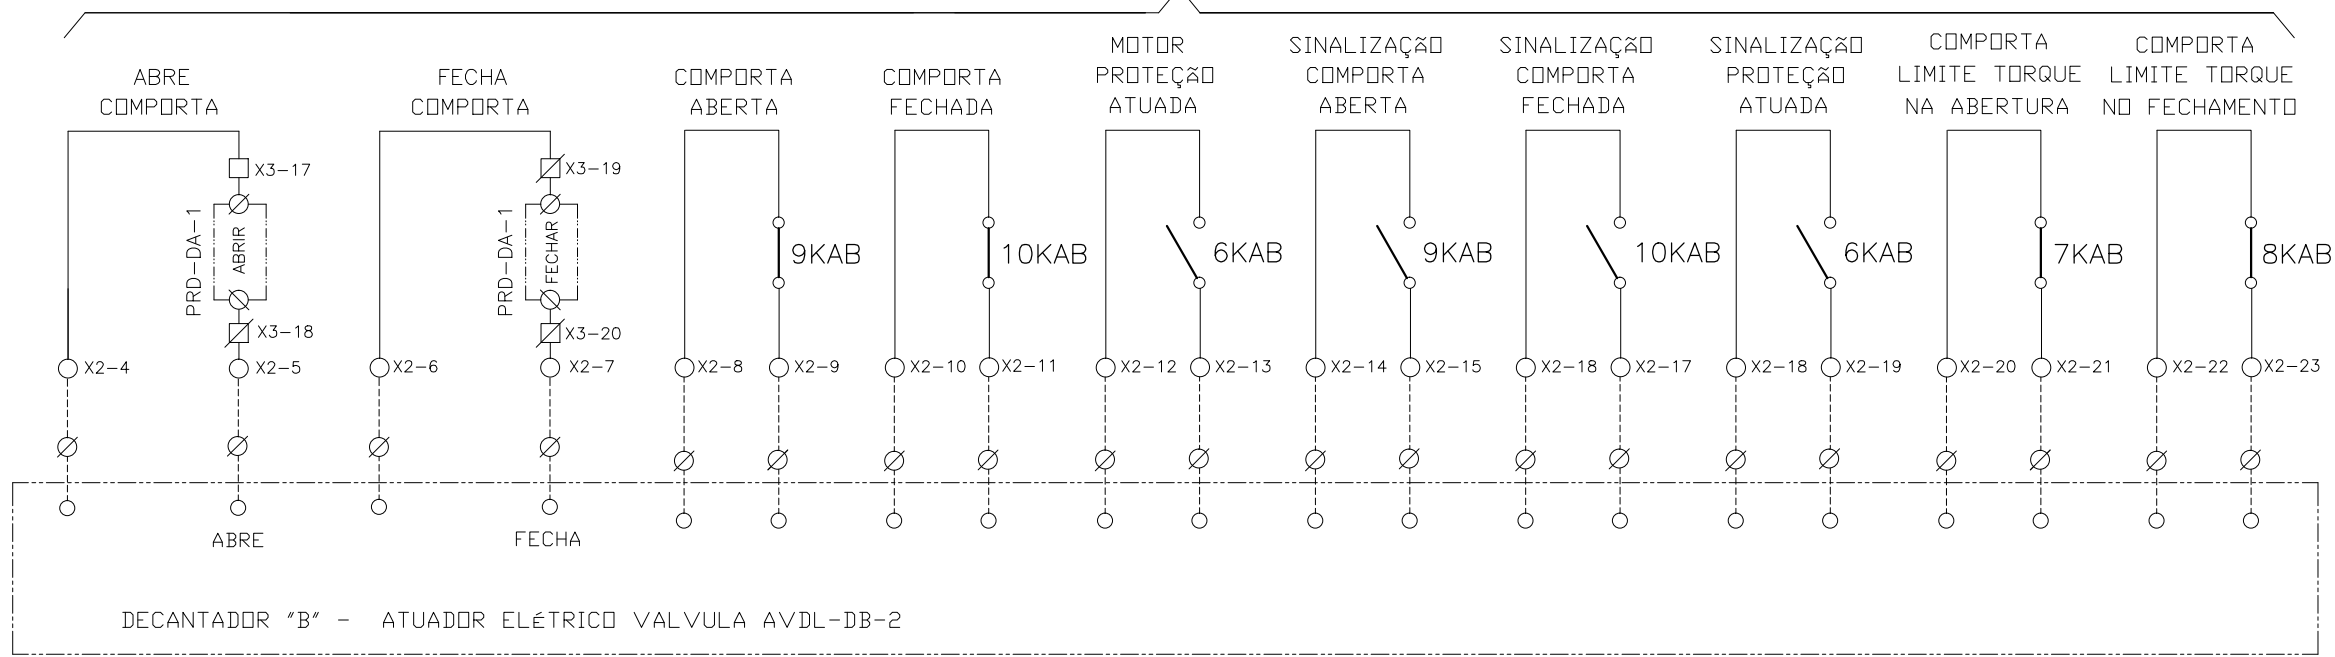 ABRE
COMPORTA
FECHA
COMPORTA
COMPORTA
ABERTA
COMPORTA
FECHADA
MOTOR
PROTEÇÃO
ATUADA
SINALIZAÇÃO
COMPORTA
ABERTA
SINALIZAÇÃO
COMPORTA
FECHADA
SINALIZAÇÃO
PROTEÇÃO
ATUADA
COMPORTA
LIMITE TORQUE
NA ABERTURA
COMPORTA
LIMITE TORQUE
NO FECHAMENTO
X3-17
PRD-DA-1
ABRIR
X3-18
X3-19
PRD-DA-1
FECHAR
X3-20
9KAB
10KAB
6KAB
9KAB
10KAB
6KAB
7KAB
8KAB
X2-4
X2-5
X2-6
X2-7
X2-8
X2-9
X2-10
X2-11
X2-12
X2-13
X2-14
X2-15
X2-18
X2-17
X2-18
X2-19
X2-20
X2-21
X2-22
X2-23
ABRE
FECHA
DECANTADOR "B" - ATUADOR ELÉTRICO VALVULA AVDL-DB-2